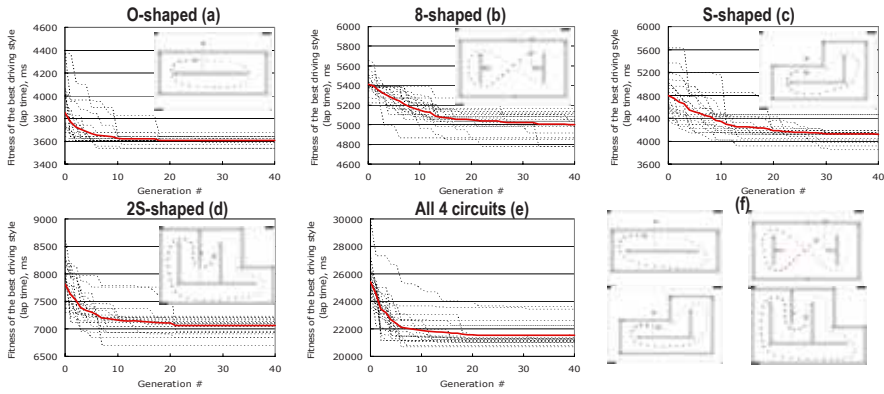 O-shaped (a)
Fitness of the best driving style
(lap time), ms
4600
4400
4200
4000
3800
3600
3400
0 10 20 30 40
Generation #
8-shaped (b)
Fitness of the best driving style
(lap time), ms
6000
5800
5600
5400
5200
5000
4800
4600
0 10 20 30 40
Generation #
S-shaped (c)
Fitness of the best driving style
(lap time), ms
6000
5600
5200
4800
4400
4000
3600
0 10 20 30 40
Generation #
2S-shaped (d)
Fitness of the best driving style
(lap time), ms
9000
8500
8000
7500
7000
6500
0 10 20 30 40
Generation #
All 4 circuits (e)
Fitness of the best driving style
(lap time), ms
30000
28000
26000
24000
22000
20000
0 10 20 30 40
Generation #
(f)